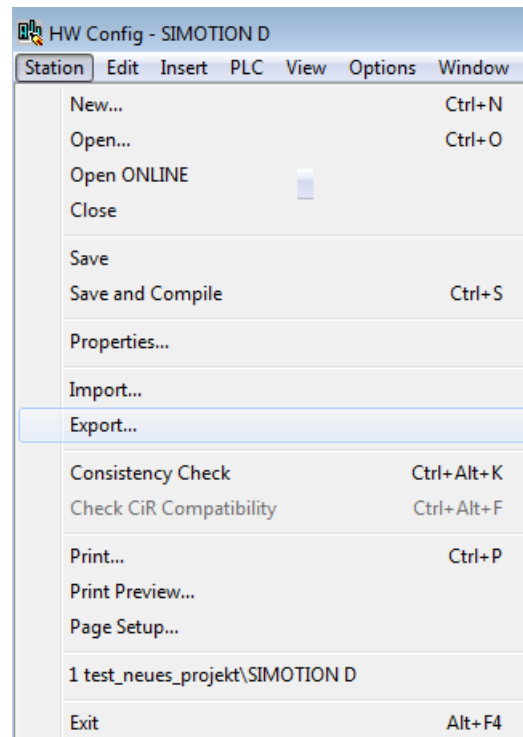 HW Config - SIMOTION D
Station Edit Insert PLC View Options Window
New... Ctrl+N
Open... Ctrl+O
Open ONLINE
Close
Save
Save and Compile Ctrl+S
Properties...
Import...
Export...
Consistency Check Ctrl+Alt+K
Check CiR Compatibility Ctrl+Alt+F
Print... Ctrl+P
Print Preview...
Page Setup...
1 test_neues_projekt\SIMOTION D
Exit Alt+F4